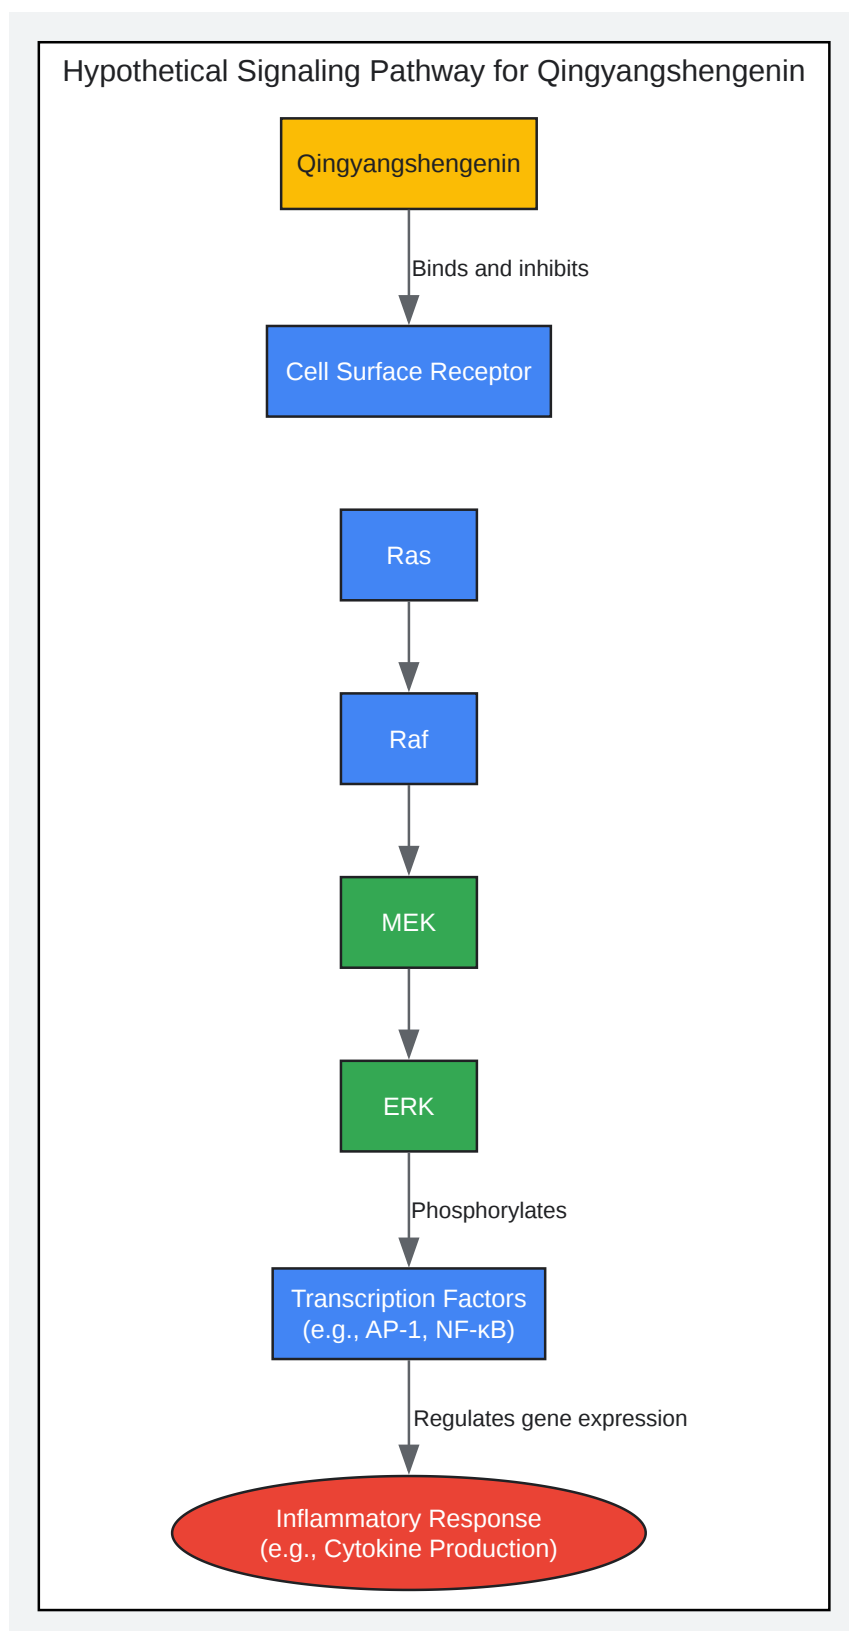 Hypothetical Signaling Pathway for Qingyangshengenin
Qingyangshengenin
Binds and inhibits
Cell Surface Receptor
Ras
Raf
MEK
ERK
Phosphorylates
Transcription Factors
(e.g., AP-1, NF-κB)
Regulates gene expression
Inflammatory Response
(e.g., Cytokine Production)